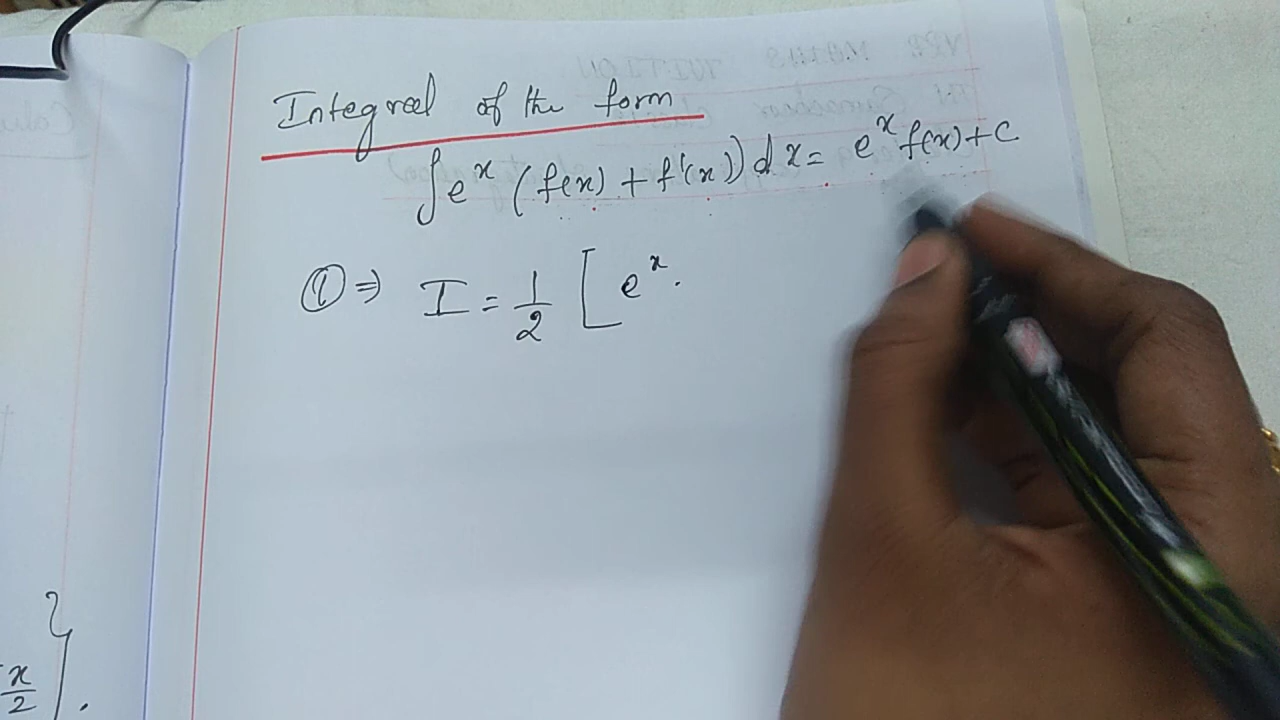 Integral of the form
∫e^x (f(x) + f'(x)) dx = e^x f(x) + C
① ⇒ I = 1/2 [ e^x .
x/2 } .